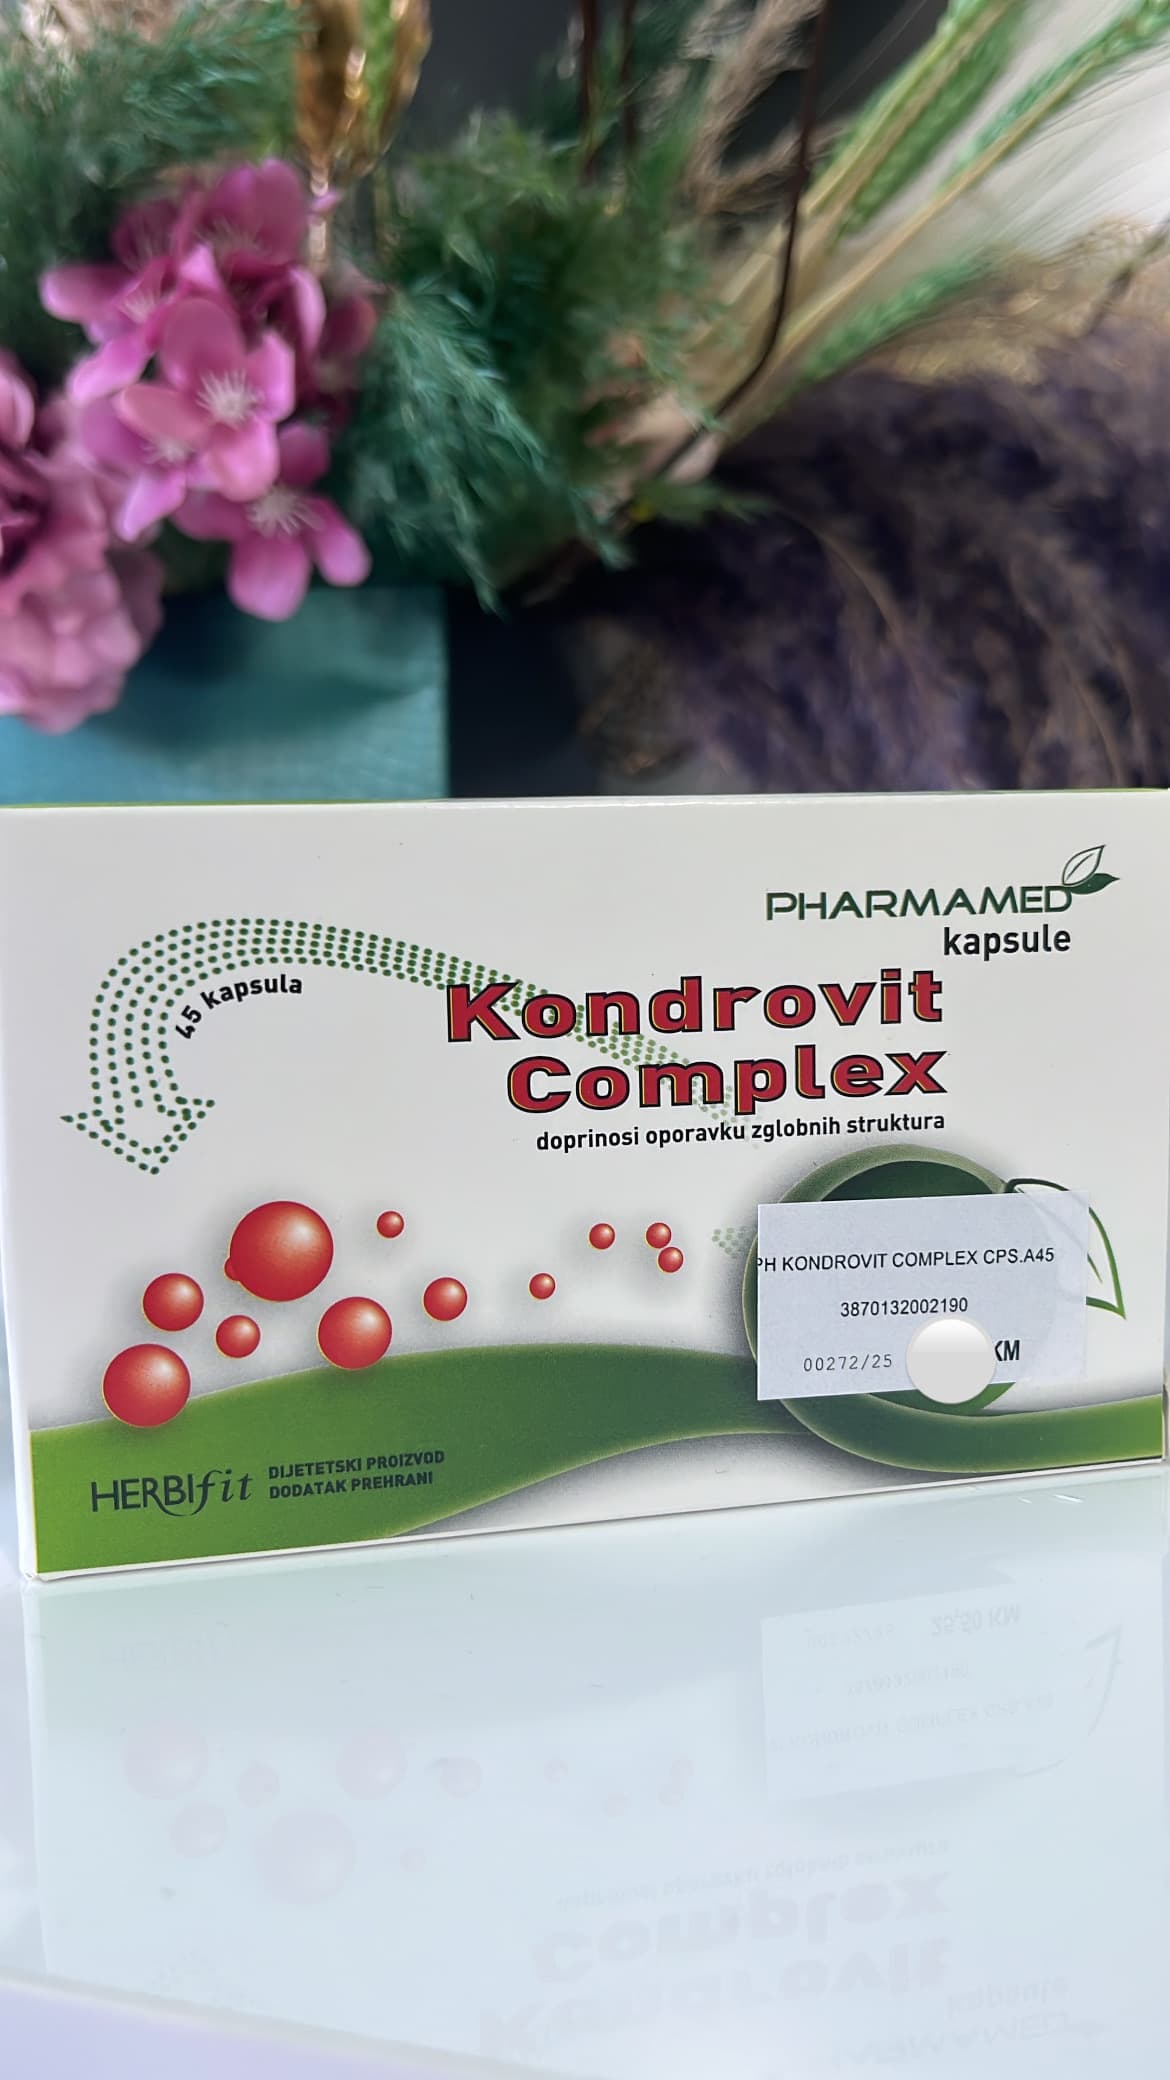 PHARMAMED
kapsule
45 kapsula
Kondrovit
Complex
doprinosi oporavku zglobnih struktura
PH KONDROVIT COMPLEX CPS.A45
3870132002190
00272/25
KM
HERBIfit
DIJETETSKI PROIZVOD
DODATAK PREHRANI